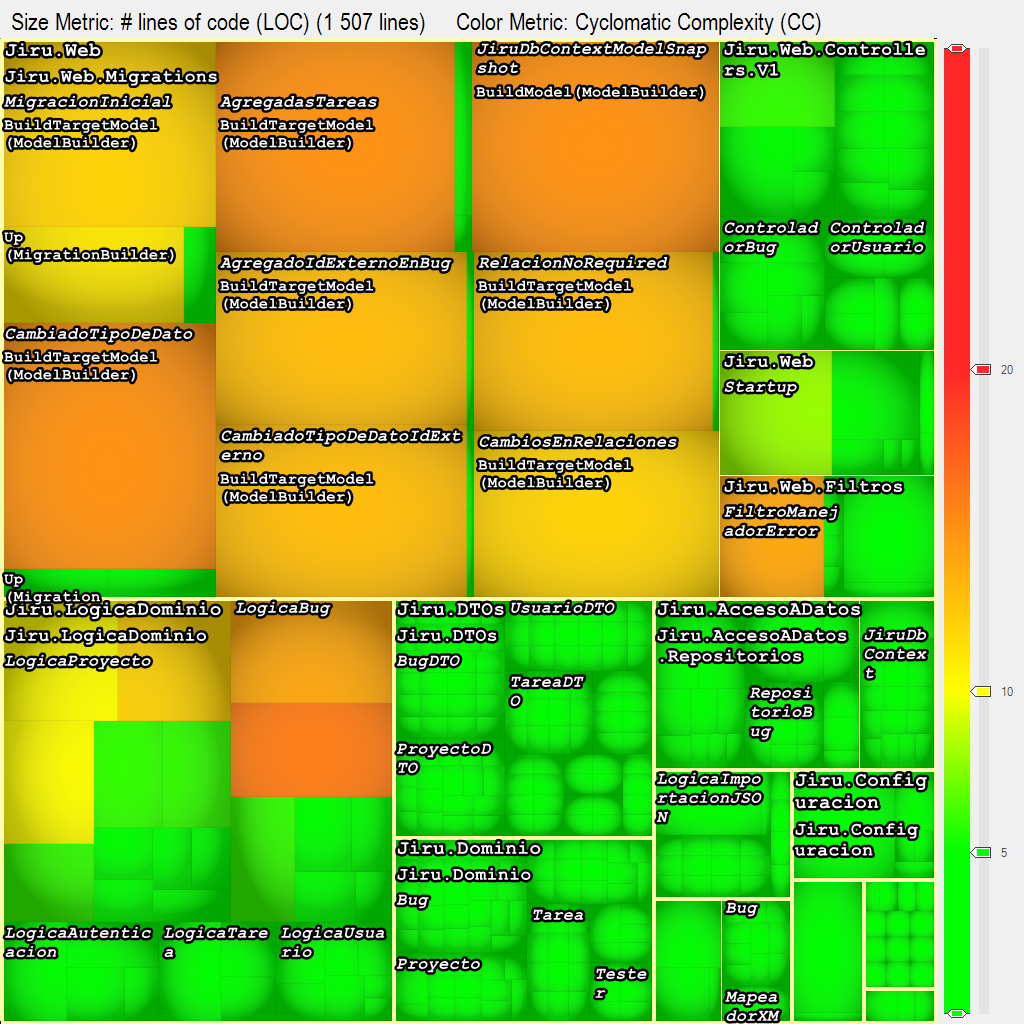 Size Metric: # lines of code (LOC) (1 507 lines)
Color Metric: Cyclomatic Complexity (CC)
Jiru.Web
Jiru.Web.Migrations
MigracionInicial
BuildTargetModel
(ModelBuilder)
Up
(MigrationBuilder)
CambiadoTipoDeDato
BuildTargetModel
(ModelBuilder)
Up
(Migration
AgregadasTareas
BuildTargetModel
(ModelBuilder)
AgregadoIdExternoEnBug
BuildTargetModel
(ModelBuilder)
CambiadoTipoDeDatoIdExt
erno
BuildTargetModel
(ModelBuilder)
JiruDbContextModelSnap
shot
BuildModel(ModelBuilder)
RelacionNoRequired
BuildTargetModel
(ModelBuilder)
CambiosEnRelaciones
BuildTargetModel
(ModelBuilder)
Jiru.Web.Controlle
rs.V1
Controlad
orBug
Controlad
orUsuario
Jiru.Web
Startup
Jiru.Web.Filtros
FiltroManej
adorError
Jiru.LogicaDominio
Jiru.LogicaDominio
LogicaProyecto
LogicaBug
LogicaAutentic
acion
LogicaTare
a
LogicaUsua
rio
Jiru.DTOs
Jiru.DTOs
BugDTO
UsuarioDTO
TareaDT
O
ProyectoD
TO
Jiru.Dominio
Jiru.Dominio
Bug
Tarea
Proyecto
Teste
r
Jiru.AccesoADatos
Jiru.AccesoADatos
.Repositorios
Reposi
torioB
ug
JiruDb
Contex
t
LogicaImpo
rtacionJSO
N
Jiru.Config
uracion
Jiru.Config
uracion
Bug
Mapea
dorXM
20
10
5